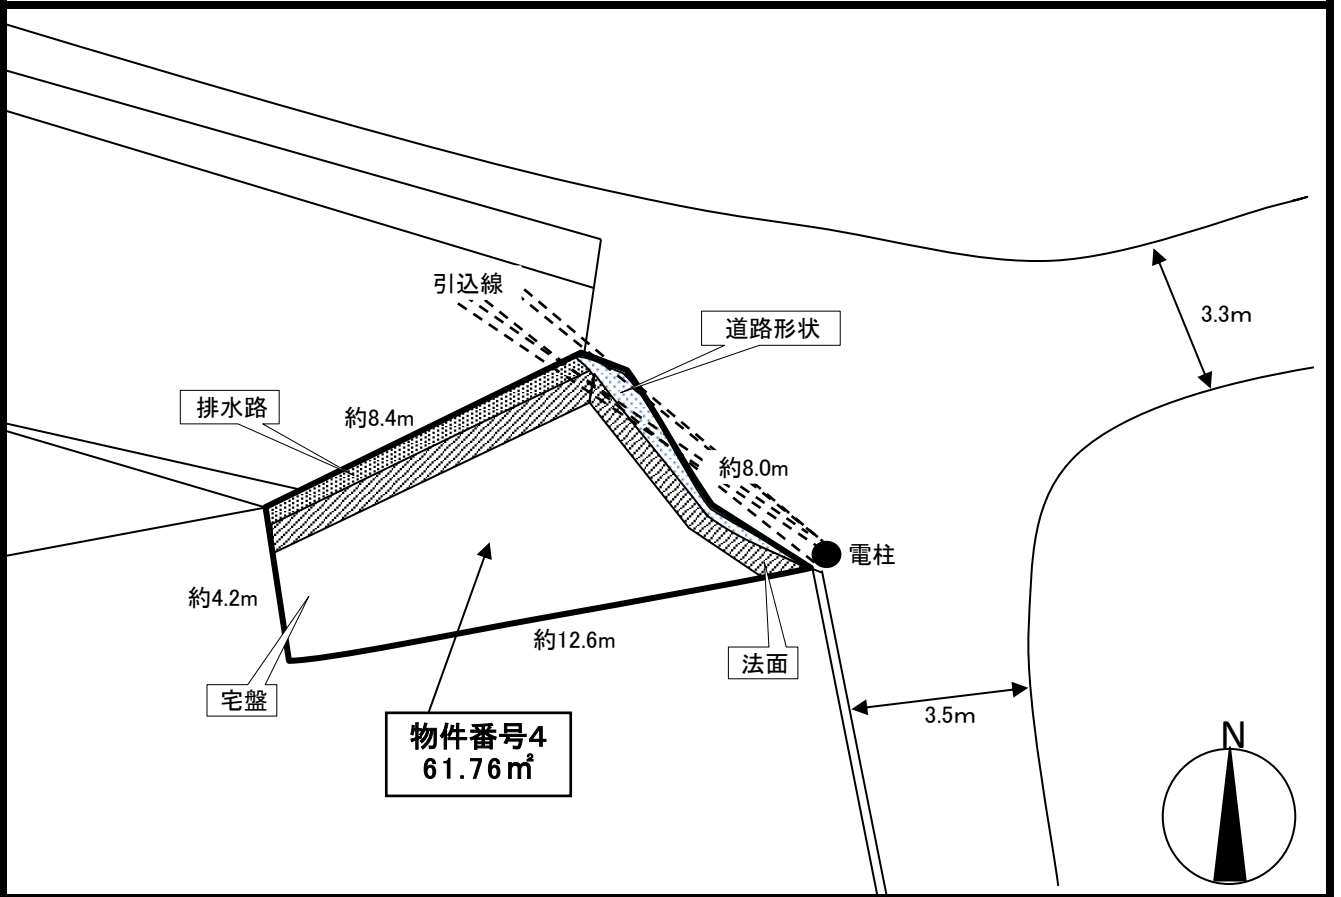 引込線
道路形状
3.3m
排水路
約8.4m
約8.0m
電柱
約4.2m
約12.6m
法面
宅盤
3.5m
物件番号4
61.76㎡
N